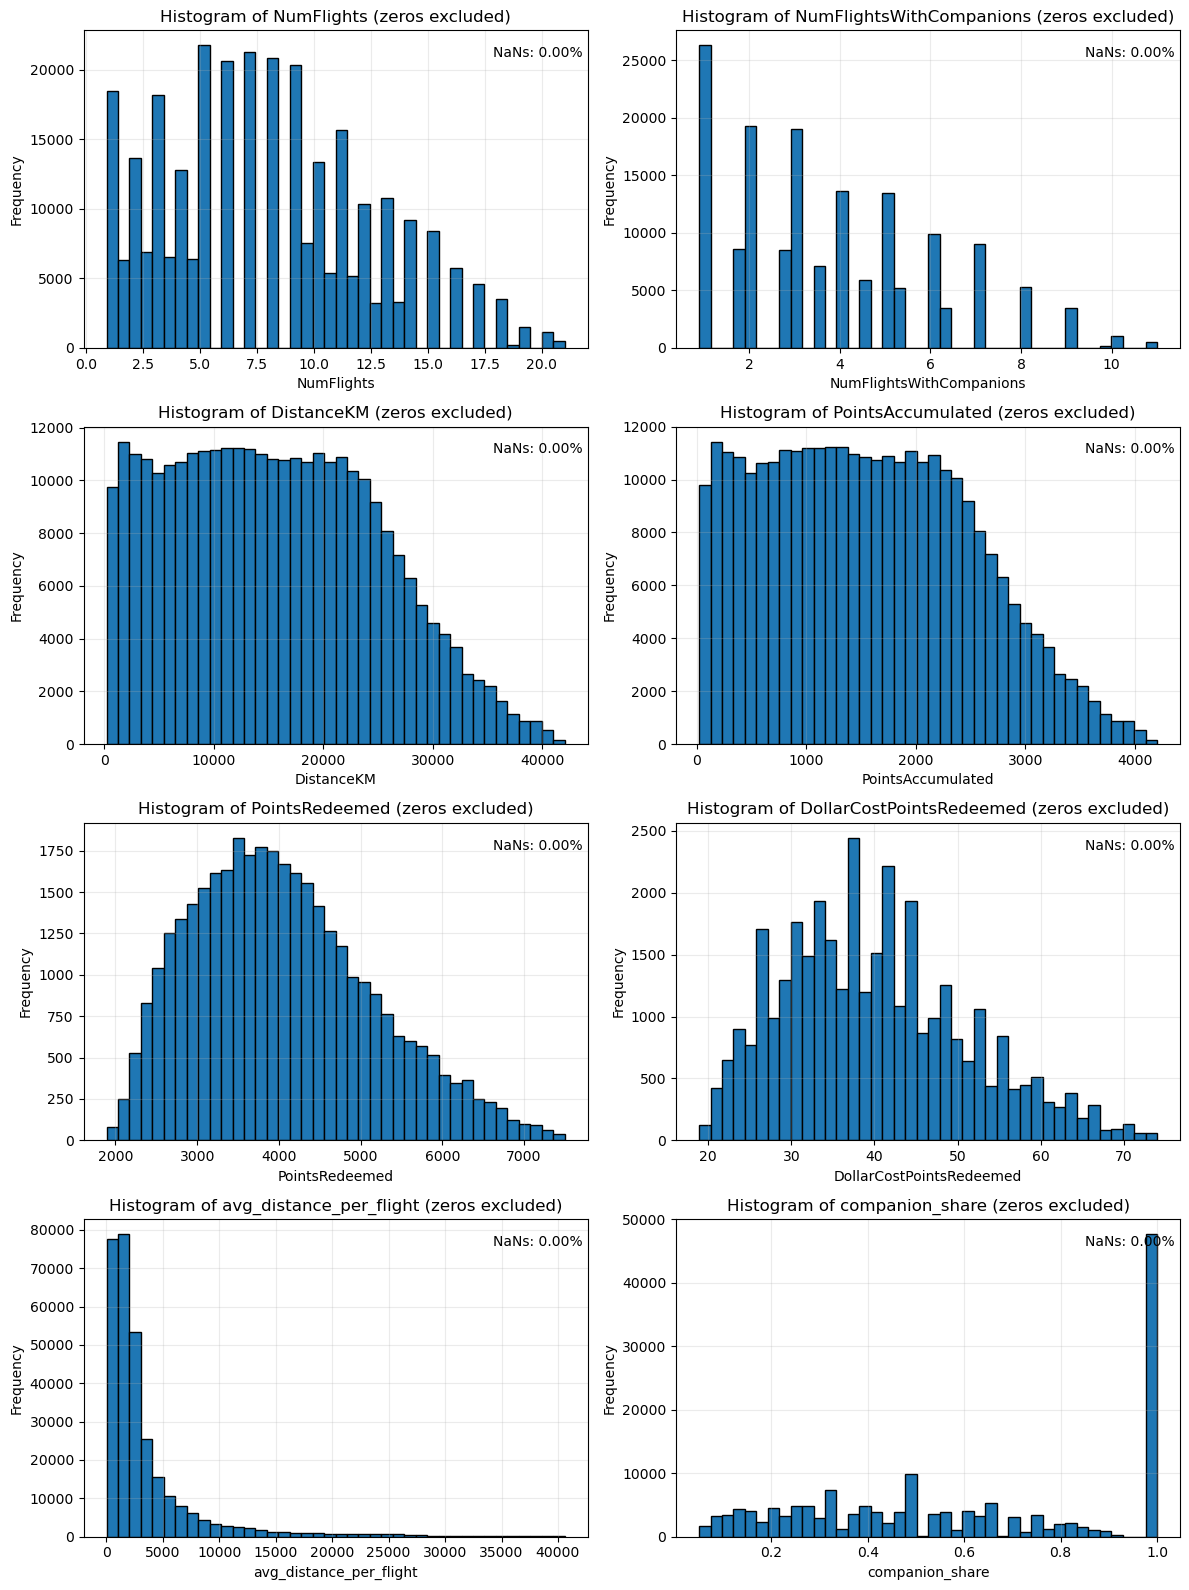 Histogram of NumFlights (zeros excluded)
NaNs: 0.00%
Frequency
20000
15000
10000
5000
0
0.0 2.5 5.0 7.5 10.0 12.5 15.0 17.5 20.0
NumFlights
Histogram of NumFlightsWithCompanions (zeros excluded)
NaNs: 0.00%
Frequency
25000
20000
15000
10000
5000
0
2 4 6 8 10
NumFlightsWithCompanions
Histogram of DistanceKM (zeros excluded)
NaNs: 0.00%
Frequency
12000
10000
8000
6000
4000
2000
0
0 10000 20000 30000 40000
DistanceKM
Histogram of PointsAccumulated (zeros excluded)
NaNs: 0.00%
Frequency
12000
10000
8000
6000
4000
2000
0
0 1000 2000 3000 4000
PointsAccumulated
Histogram of PointsRedeemed (zeros excluded)
NaNs: 0.00%
Frequency
1750
1500
1250
1000
750
500
250
0
2000 3000 4000 5000 6000 7000
PointsRedeemed
Histogram of DollarCostPointsRedeemed (zeros excluded)
NaNs: 0.00%
Frequency
2500
2000
1500
1000
500
0
20 30 40 50 60 70
DollarCostPointsRedeemed
Histogram of avg_distance_per_flight (zeros excluded)
NaNs: 0.00%
Frequency
80000
70000
60000
50000
40000
30000
20000
10000
0
0 5000 10000 15000 20000 25000 30000 35000 40000
avg_distance_per_flight
Histogram of companion_share (zeros excluded)
NaNs: 0.00%
Frequency
50000
40000
30000
20000
10000
0
0.2 0.4 0.6 0.8 1.0
companion_share